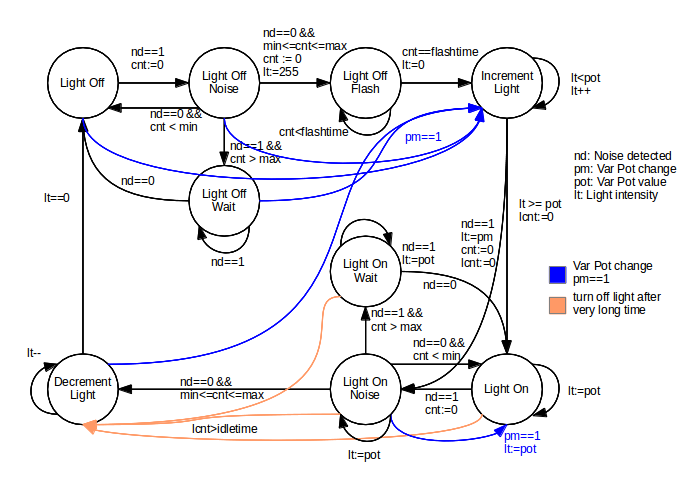 nd==1
cnt:=0
nd==0 &&
min<=cnt<=max
cnt := 0
lt:=255
cnt==flashtime
lt:=0
Light Off
Light Off
Noise
Light Off
Flash
Increment
Light
lt<pot
lt++
nd==0 &&
cnt < min
cnt<flashtime
pm==1
nd==1 &&
cnt > max
nd: Noise detected
pm: Var Pot change
pot: Var Pot value
lt: Light intensity
nd==0
Light Off
Wait
lt==0
lt >= pot
lcnt:=0
nd==1
lt:=pm
cnt:=0
lcnt:=0
nd==1
Light On
Wait
nd==1
lt:=pot
nd==0
Var Pot change
pm==1
turn off light after
very long time
nd==1 &&
cnt > max
nd==0 &&
cnt < min
lt--
Decrement
Light
nd==0 &&
min<=cnt<=max
Light On
Noise
nd==1
cnt:=0
Light On
lt:=pot
lcnt>idletime
lt:=pot
pm==1
lt:=pot